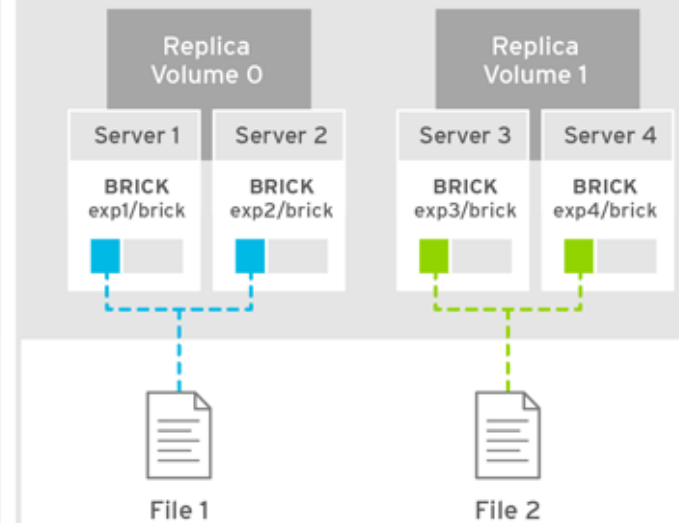 Replica
Volume 0
Replica
Volume 1
Server 1
Server 2
Server 3
Server 4
BRICK
exp1/brick
BRICK
exp2/brick
BRICK
exp3/brick
BRICK
exp4/brick
File 1
File 2